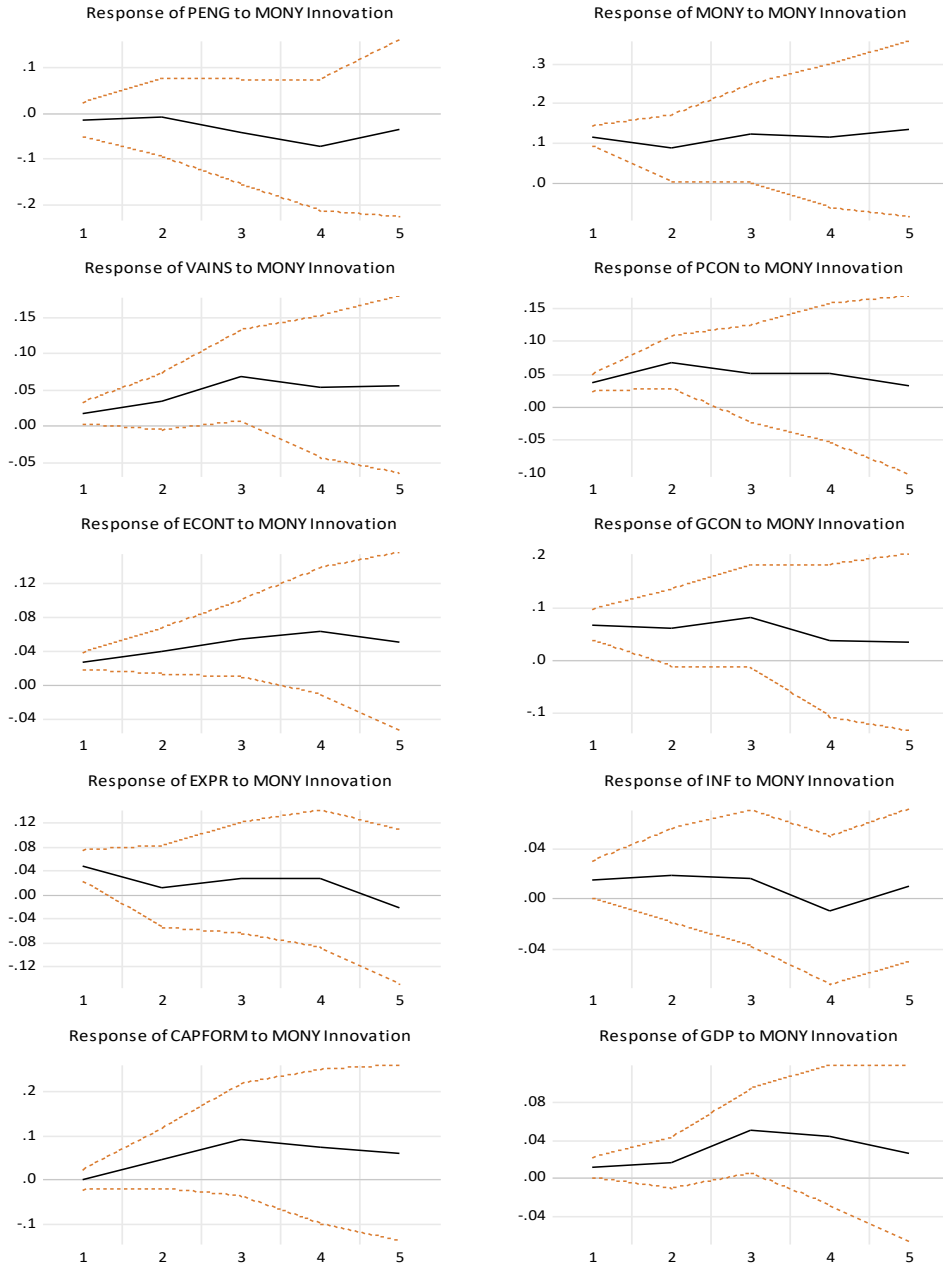 Response of PENG to MONY Innovation
.1
.0
-.1
-.2
1 2 3 4 5
Response of MONY to MONY Innovation
.3
.2
.1
.0
1 2 3 4 5
Response of VAINS to MONY Innovation
.15
.10
.05
.00
-.05
1 2 3 4 5
Response of PCON to MONY Innovation
.15
.10
.05
.00
-.05
-.10
1 2 3 4 5
Response of ECONT to MONY Innovation
.12
.08
.04
.00
-.04
1 2 3 4 5
Response of GCON to MONY Innovation
.2
.1
.0
-.1
1 2 3 4 5
Response of EXPR to MONY Innovation
.12
.08
.04
.00
-.04
-.08
-.12
1 2 3 4 5
Response of INF to MONY Innovation
.04
.00
-.04
1 2 3 4 5
Response of CAPFORM to MONY Innovation
.2
.1
.0
-.1
1 2 3 4 5
Response of GDP to MONY Innovation
.08
.04
.00
-.04
1 2 3 4 5